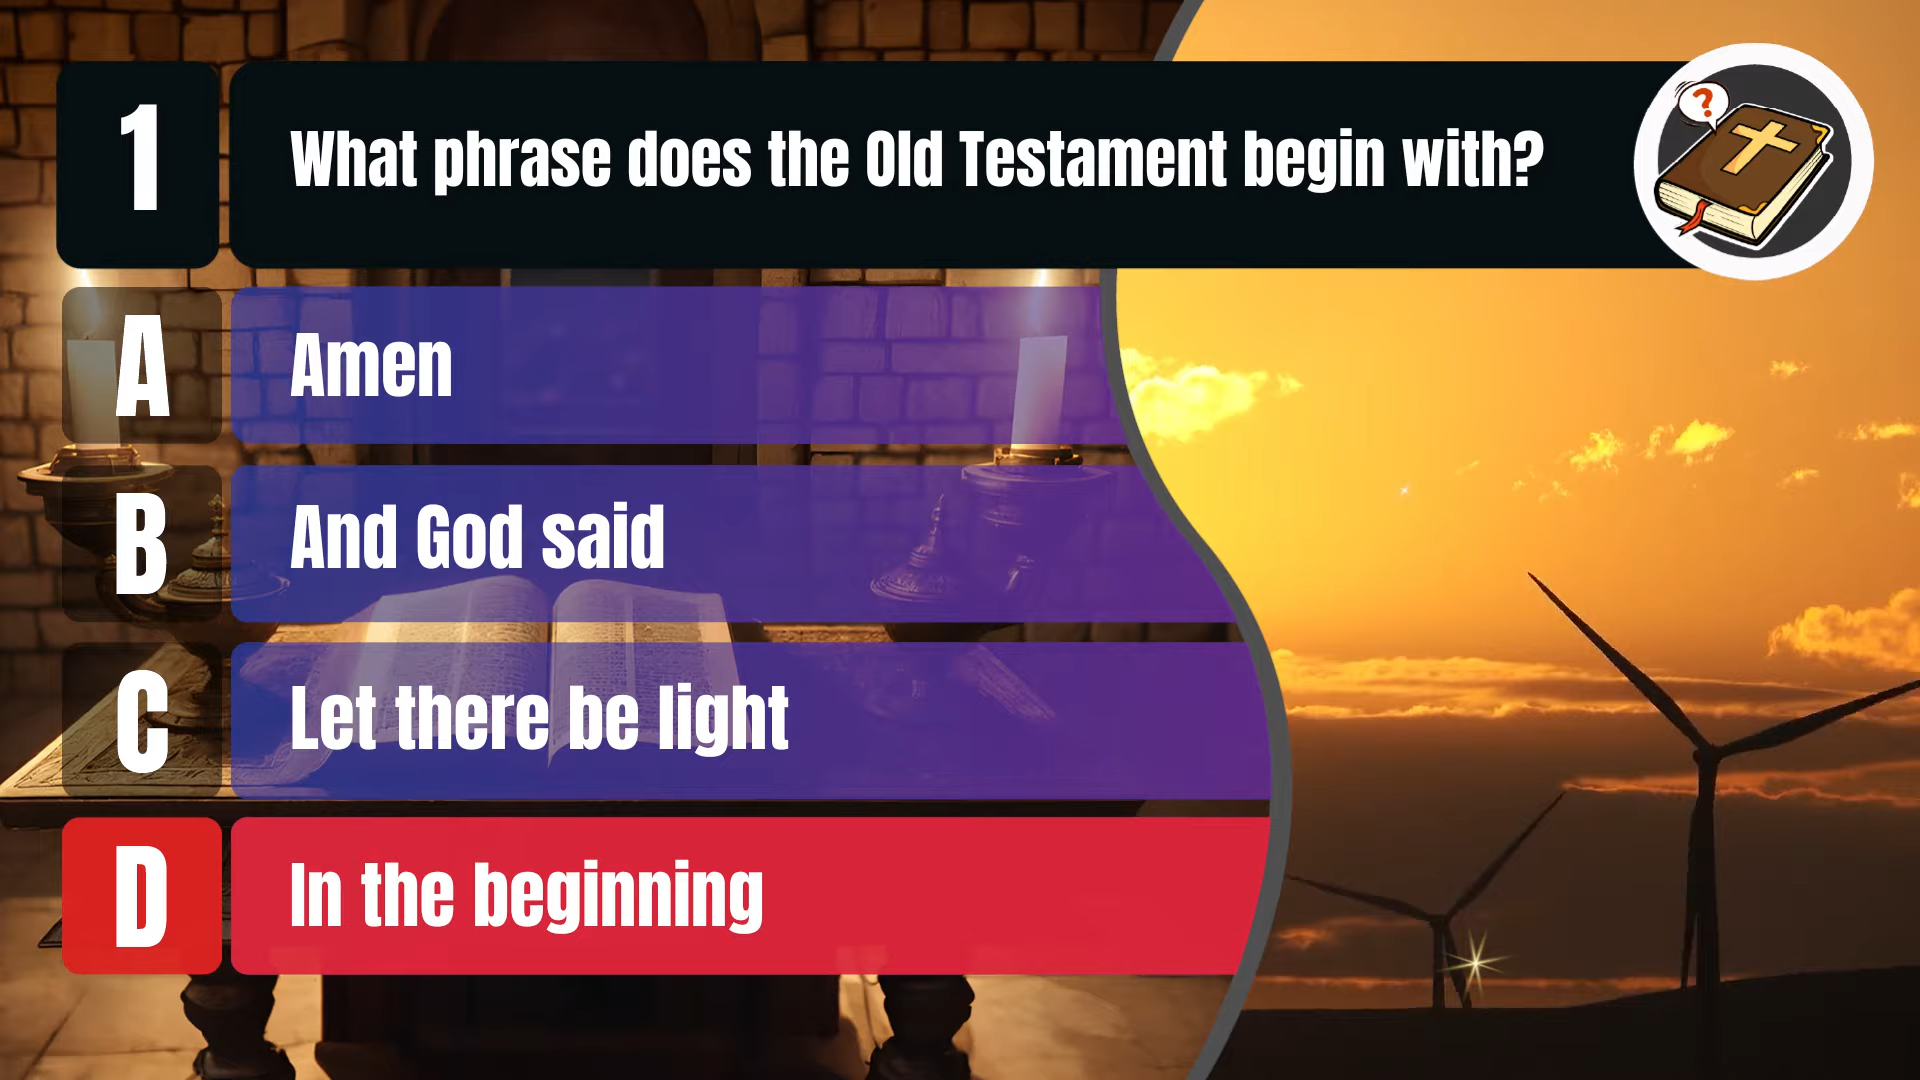 1
What phrase does the Old Testament begin with?
?
A
Amen
B
And God said
C
Let there be light
D
In the beginning